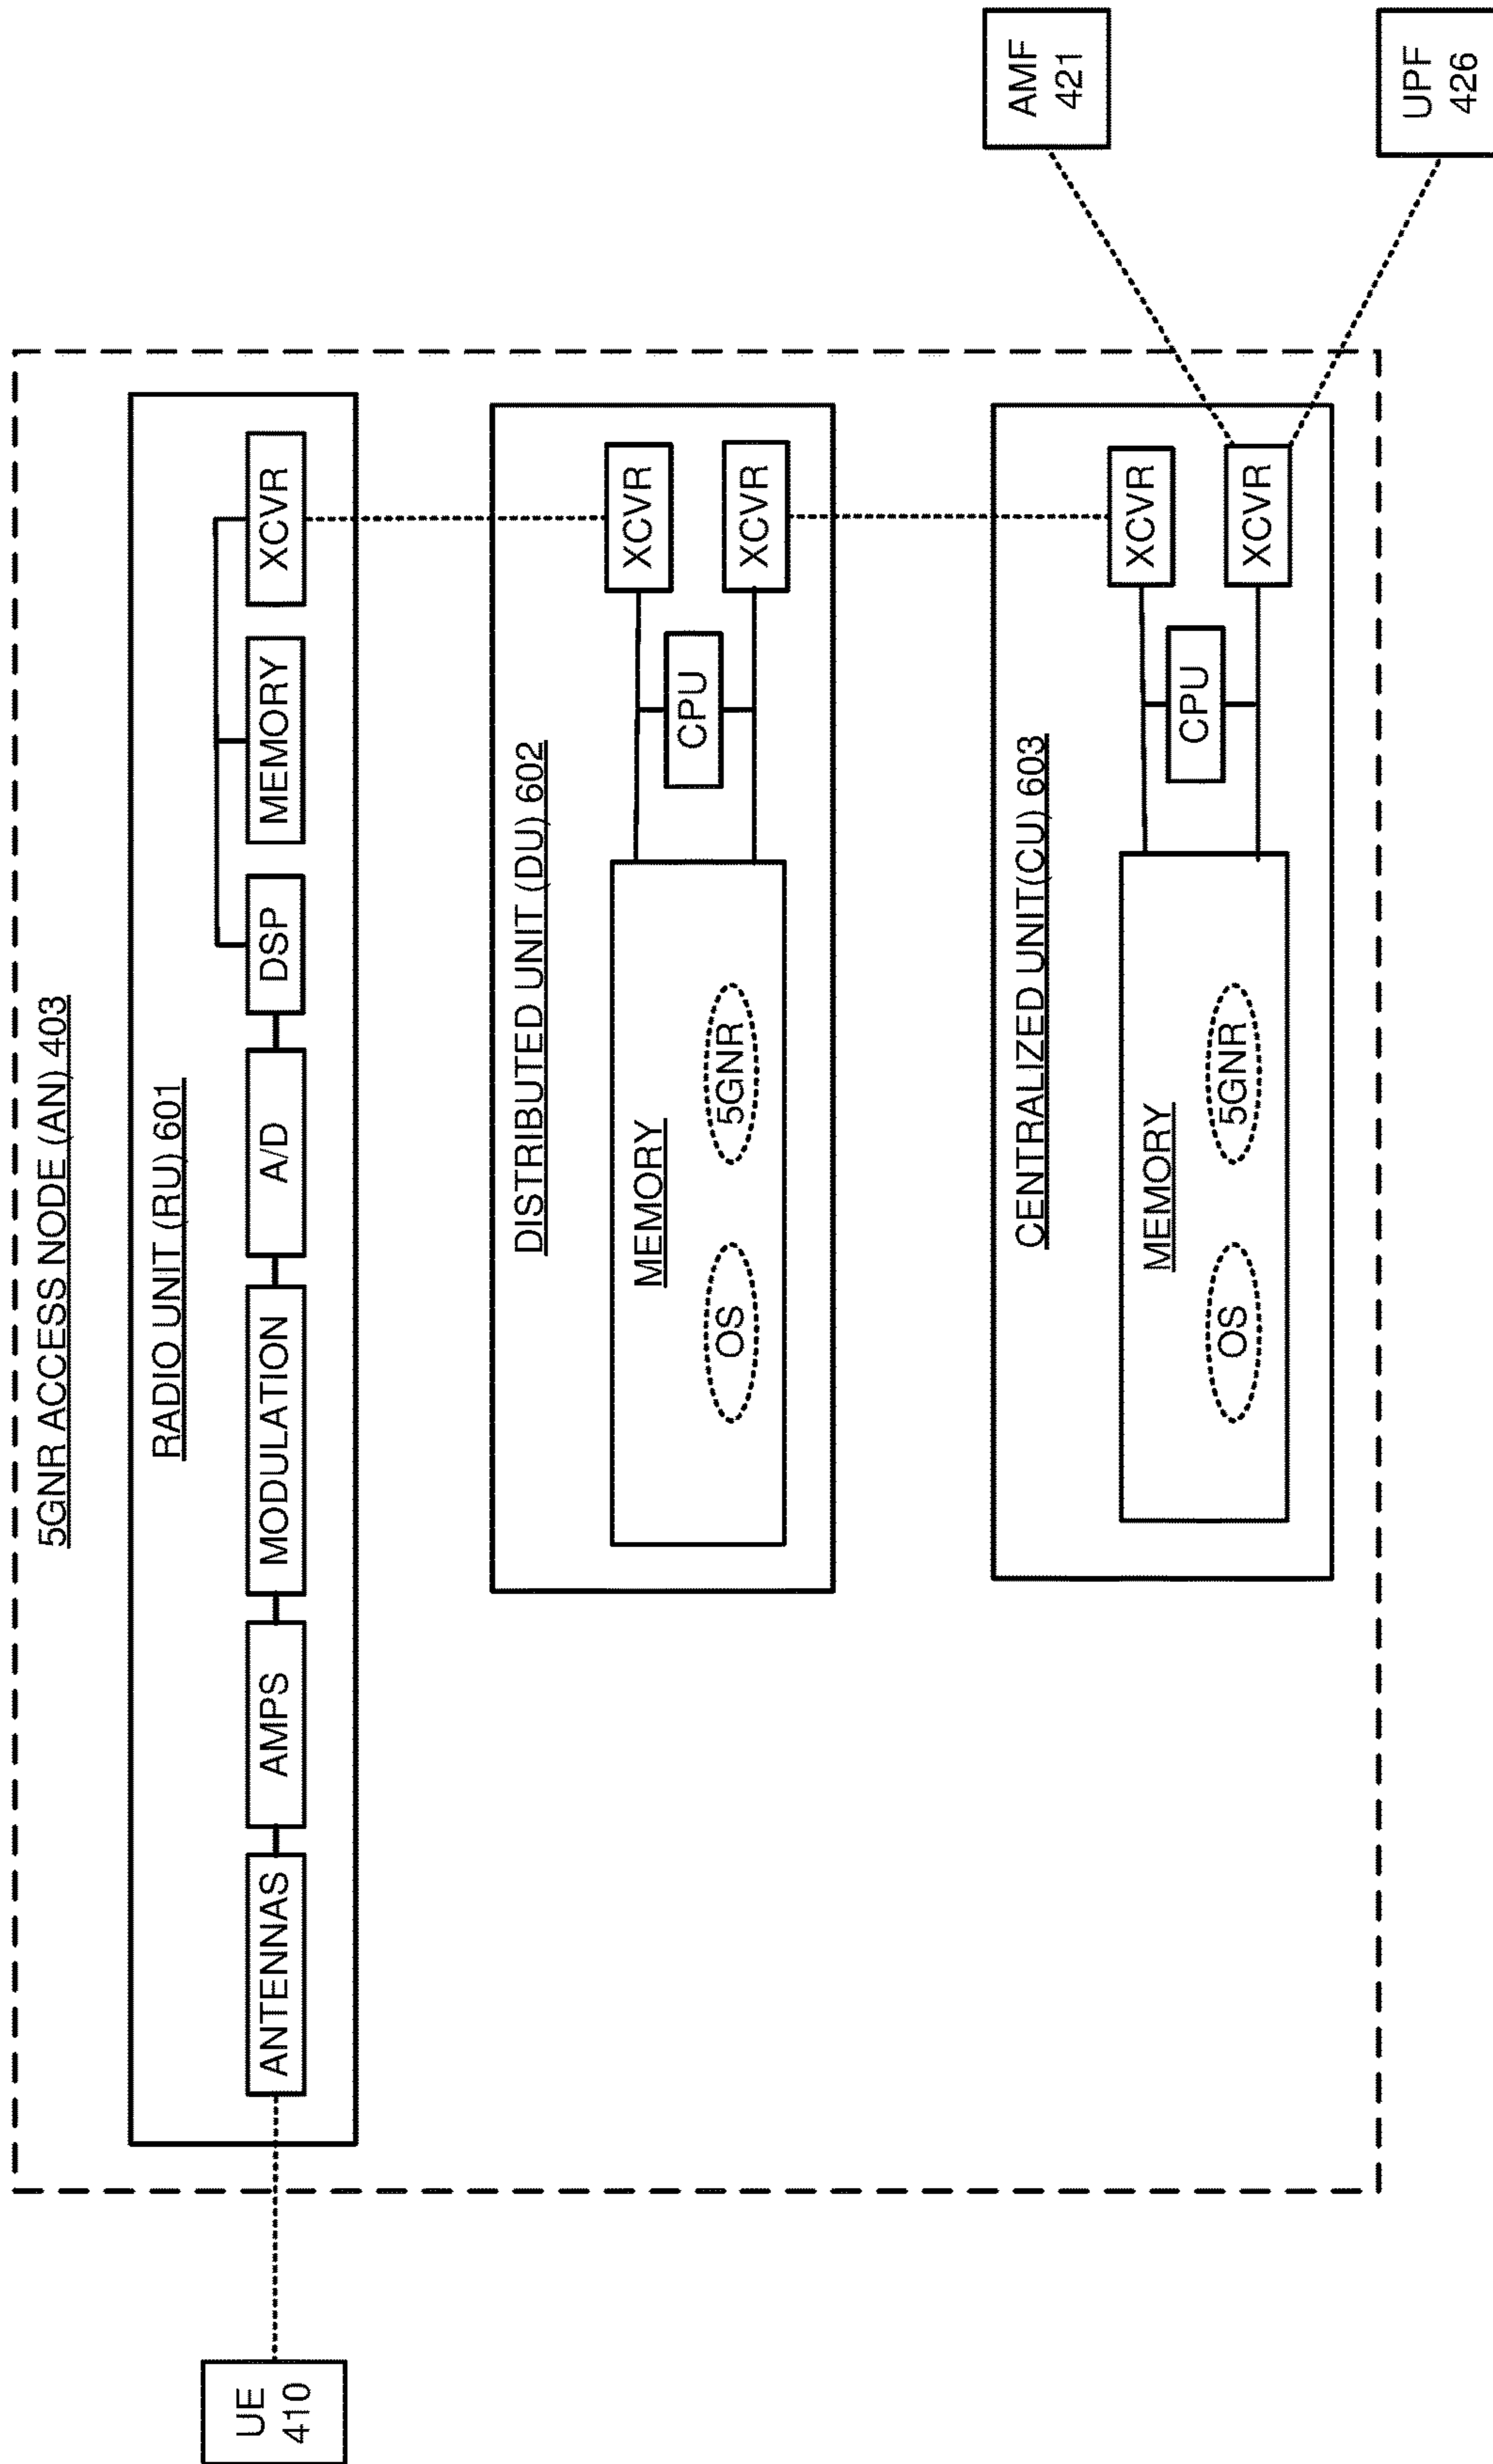 5GNR ACCESS NODE (AN) 403
RADIO UNIT (RU) 601
UE
410
ANTENNAS
AMPS
MODULATION
A/D
DSP
MEMORY
XCVR
DISTRIBUTED UNIT (DU) 602
MEMORY
OS
5GNR
CPU
XCVR
XCVR
CENTRALIZED UNIT(CU) 603
MEMORY
OS
5GNR
CPU
XCVR
XCVR
AMF
421
UPF
426